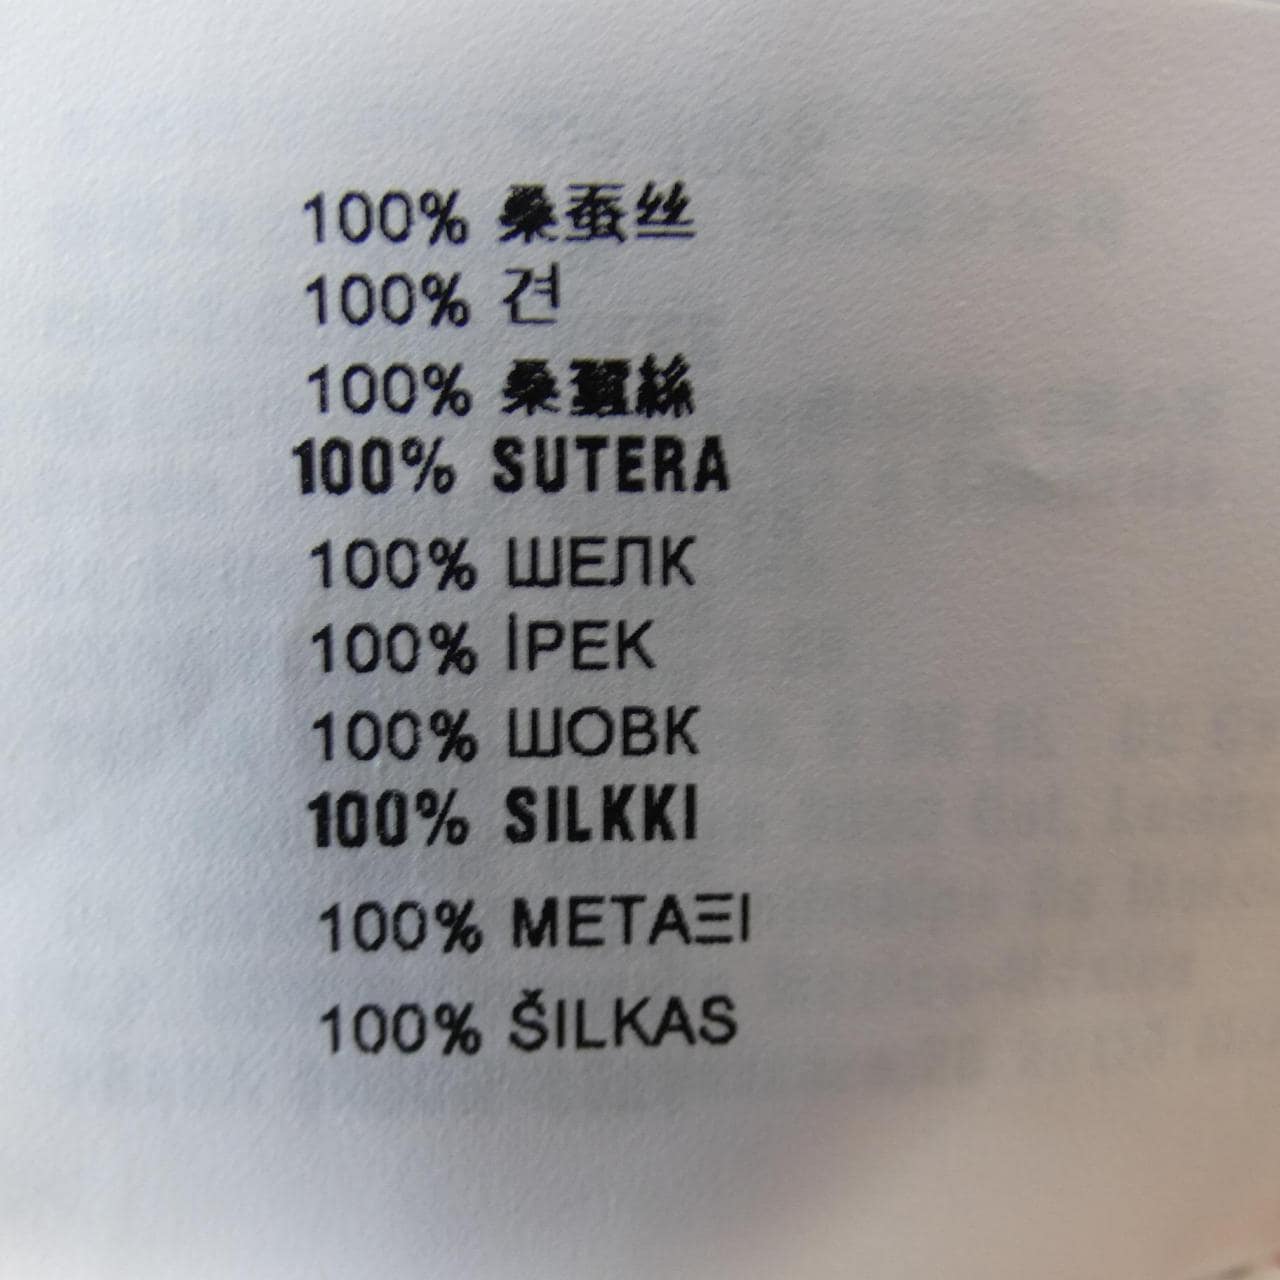 100% 桑蚕丝
100% 견
100% 桑蠶絲
100% SUTERA
100% ШЕЛК
100% İPEK
100% ШОВК
100% SILKKI
100% ΜΕΤΑΞΙ
100% ŠILKAS